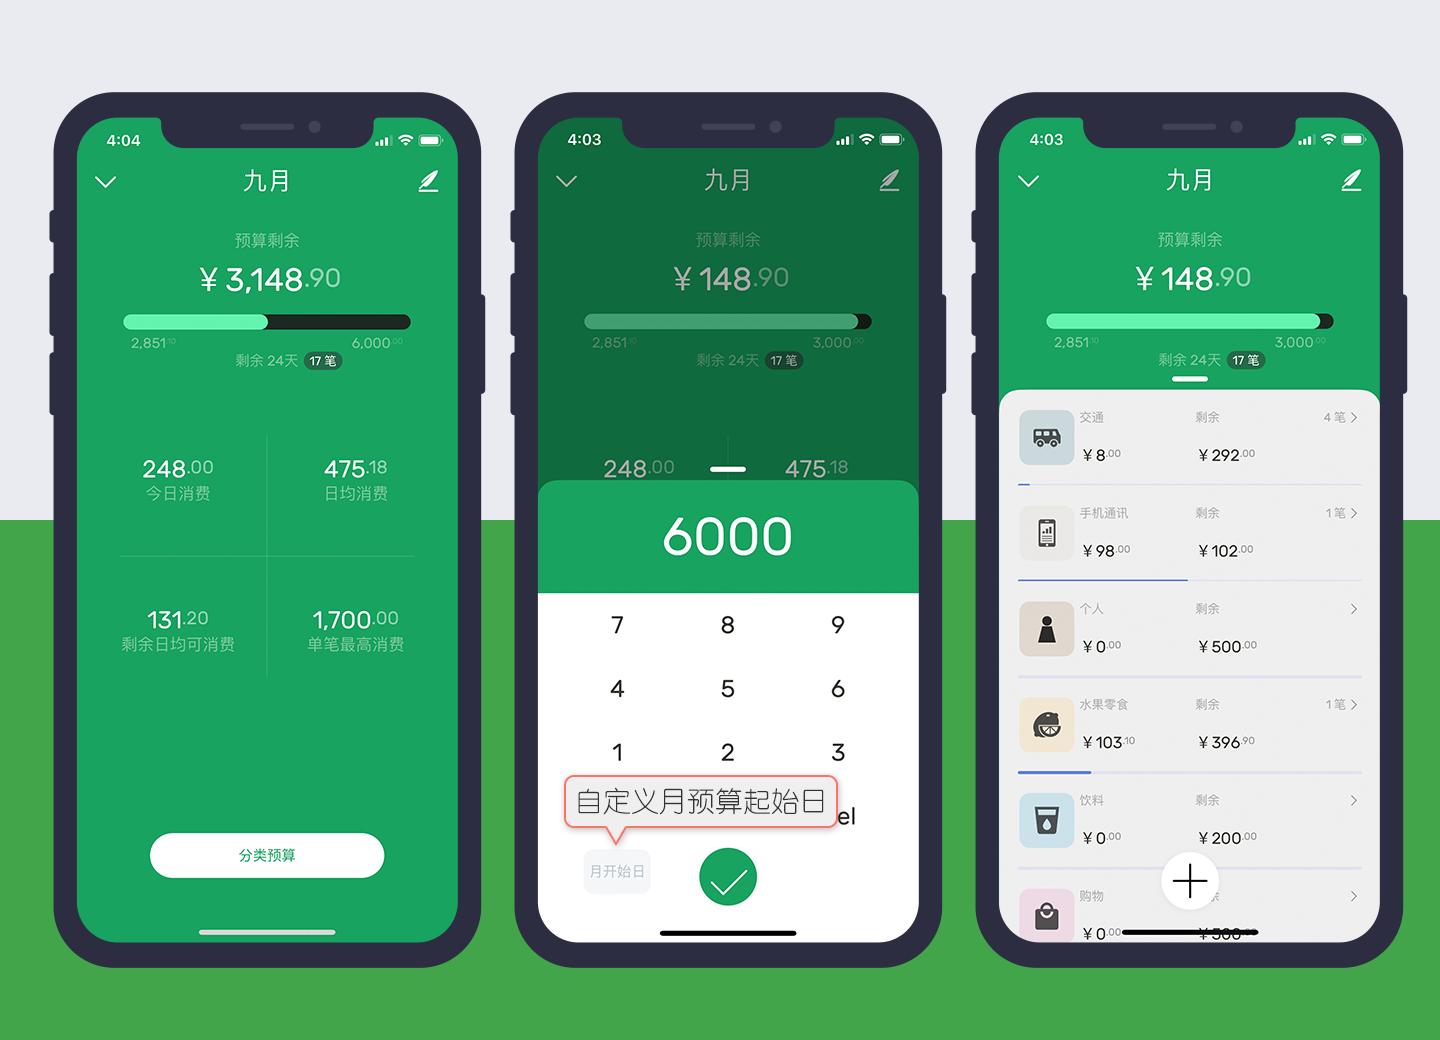 4:04
九月
预算剩余
¥ 3,148.90
2,851.10
6,000.00
剩余 24天 17 笔
248.00
475.18
今日消费
日均消费
131.20
1,700.00
剩余日均可消费
单笔最高消费
分类预算
4:03
九月
预算剩余
¥ 148.90
2,851.10
3,000.00
剩余 24天 17 笔
248.00
475.18
6000
7 8 9
4 5 6
1 2 3
自定义月预算起始日
el
月开始日
4:03
九月
预算剩余
¥ 148.90
2,851.10
3,000.00
剩余 24天 17 笔
交通 剩余 4 笔
¥ 8.00 ¥ 292.00
手机通讯 剩余 1 笔
¥ 98.00 ¥ 102.00
个人 剩余
¥ 0.00 ¥ 500.00
水果零食 剩余 1 笔
¥ 103.10 ¥ 396.90
饮料 剩余
¥ 0.00 ¥ 200.00
购物 余
¥ 0.00 ¥ 500.00